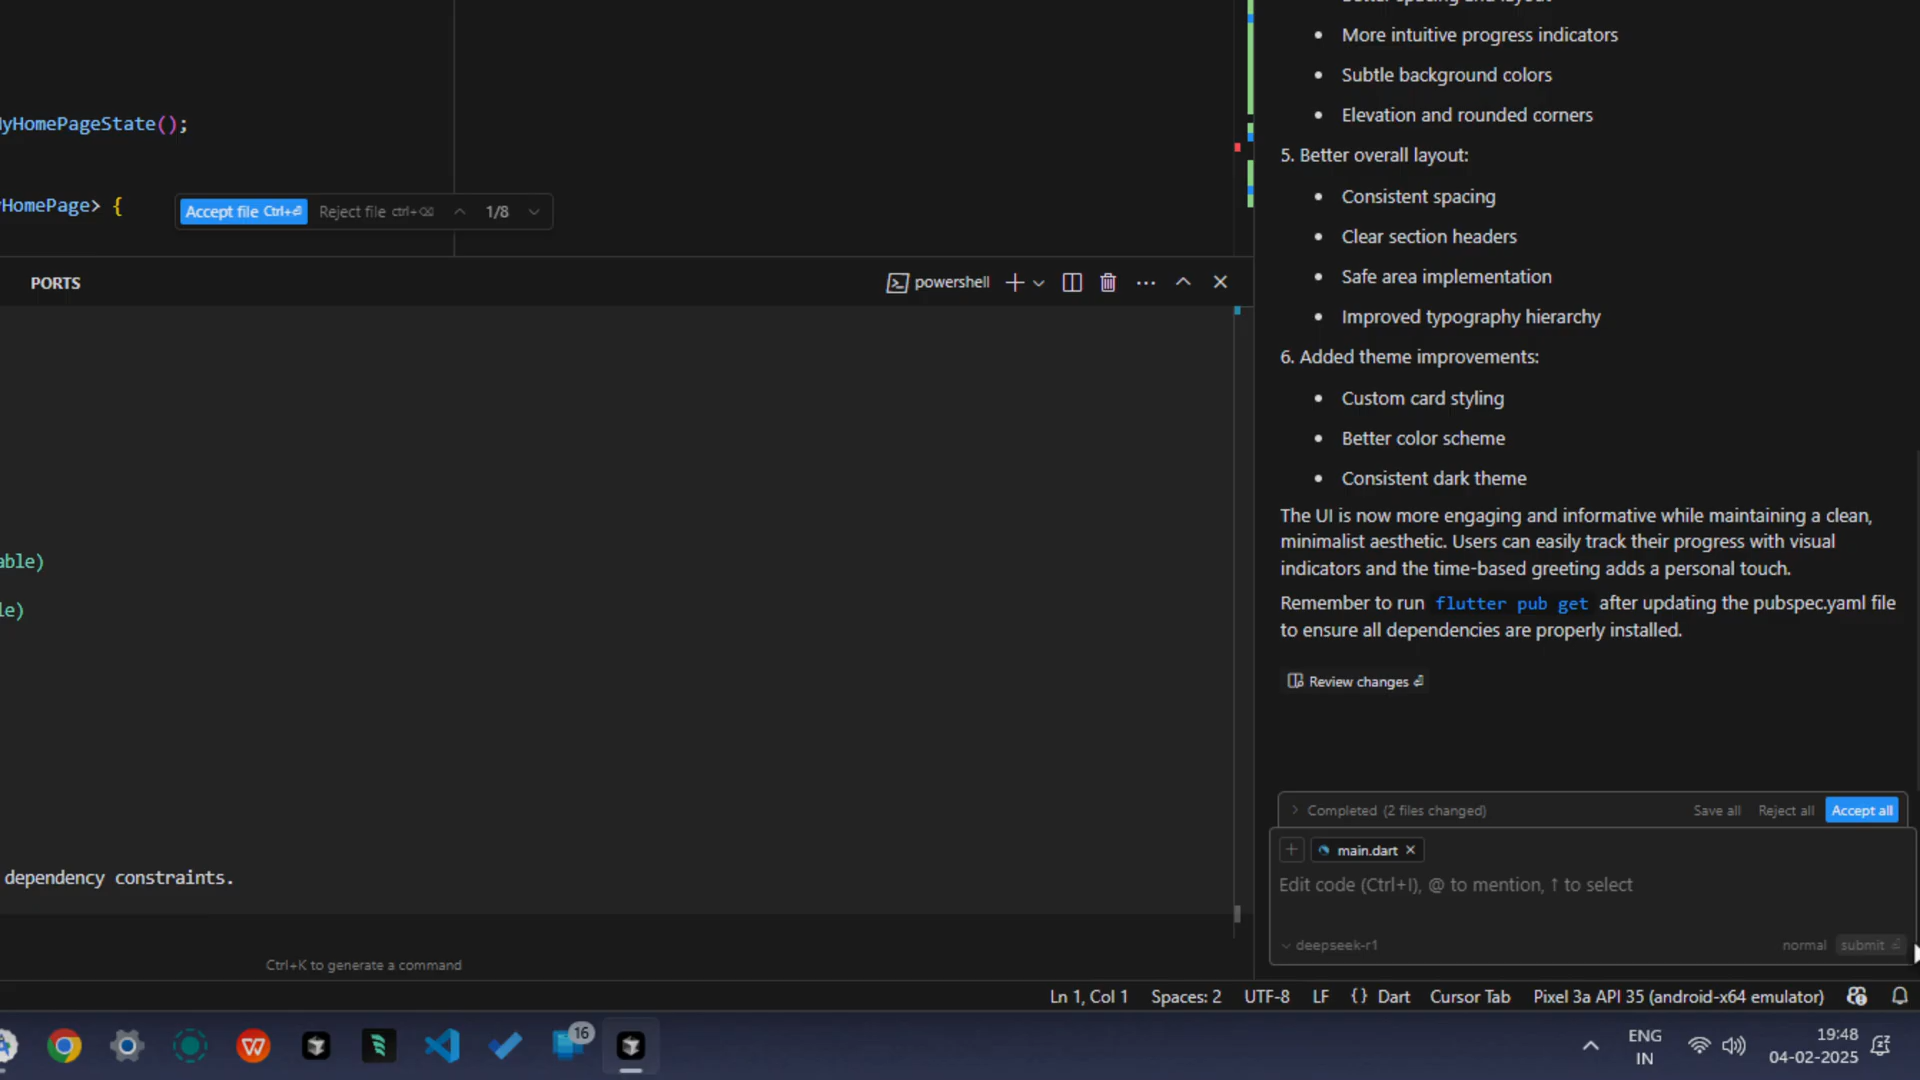 More intuitive progress indicators
Subtle background colors
Elevation and rounded corners
5. Better overall layout:
Consistent spacing
Clear section headers
Safe area implementation
Improved typography hierarchy
6. Added theme improvements:
Custom card styling
Better color scheme
Consistent dark theme
The UI is now more engaging and informative while maintaining a clean,
minimalist aesthetic. Users can easily track their progress with visual
indicators and the time-based greeting adds a personal touch.
Remember to run flutter pub get after updating the pubspec.yaml file
to ensure all dependencies are properly installed.
Review changes ⏎
Completed (2 files changed) Save all Reject all Accept all
main.dart
Edit code (Ctrl+I), @ to mention, ↑ to select
deepseek-r1 normal submit ⏎
MyHomePageState();
yHomePage> {
Accept file Ctrl+⏎ Reject file ctrl+⌫ 1/8
PORTS
powershell
able)
le)
dependency constraints.
Ctrl+K to generate a command
Ln 1, Col 1 Spaces: 2 UTF-8 LF {} Dart Cursor Tab Pixel 3a API 35 (android-x64 emulator)
16
ENG
IN
19:48
04-02-2025